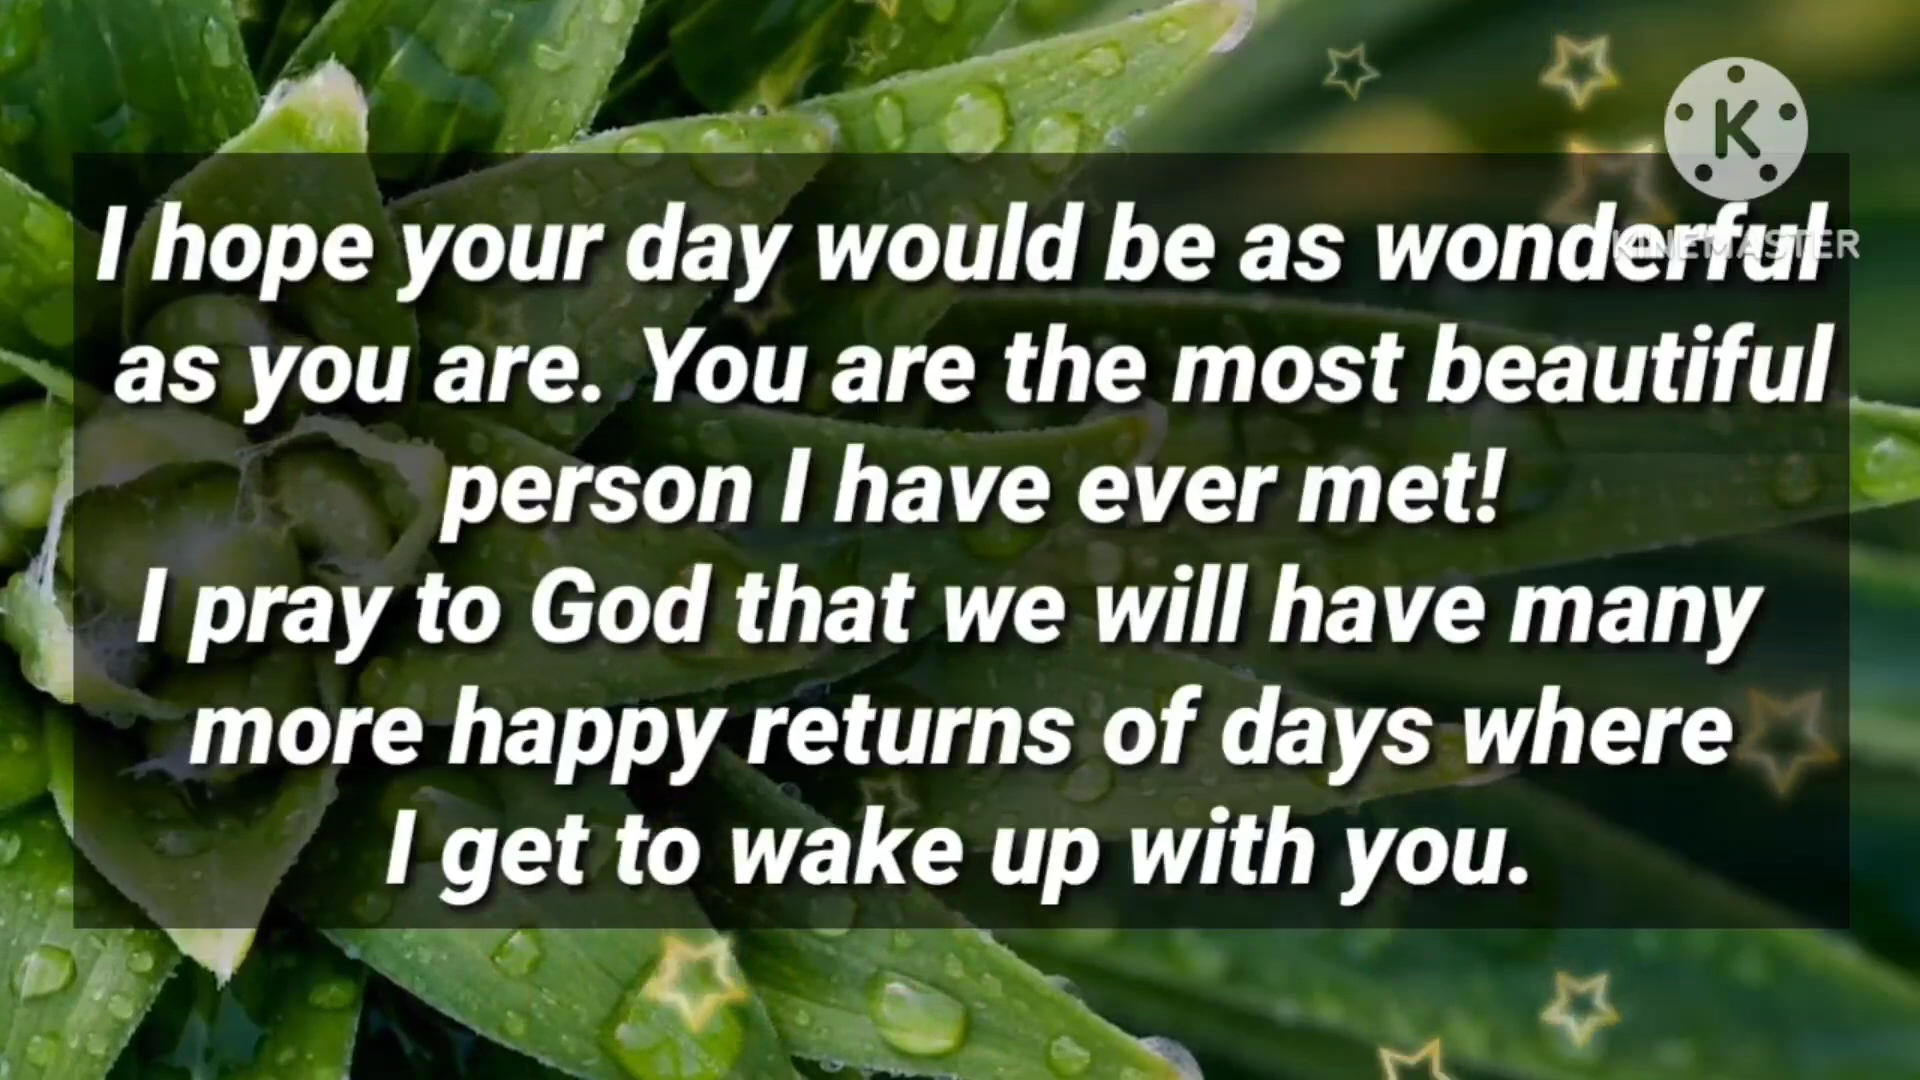 K
KINEMASTER
I hope your day would be as wonderful
as you are. You are the most beautiful
person I have ever met!
I pray to God that we will have many
more happy returns of days where
I get to wake up with you.